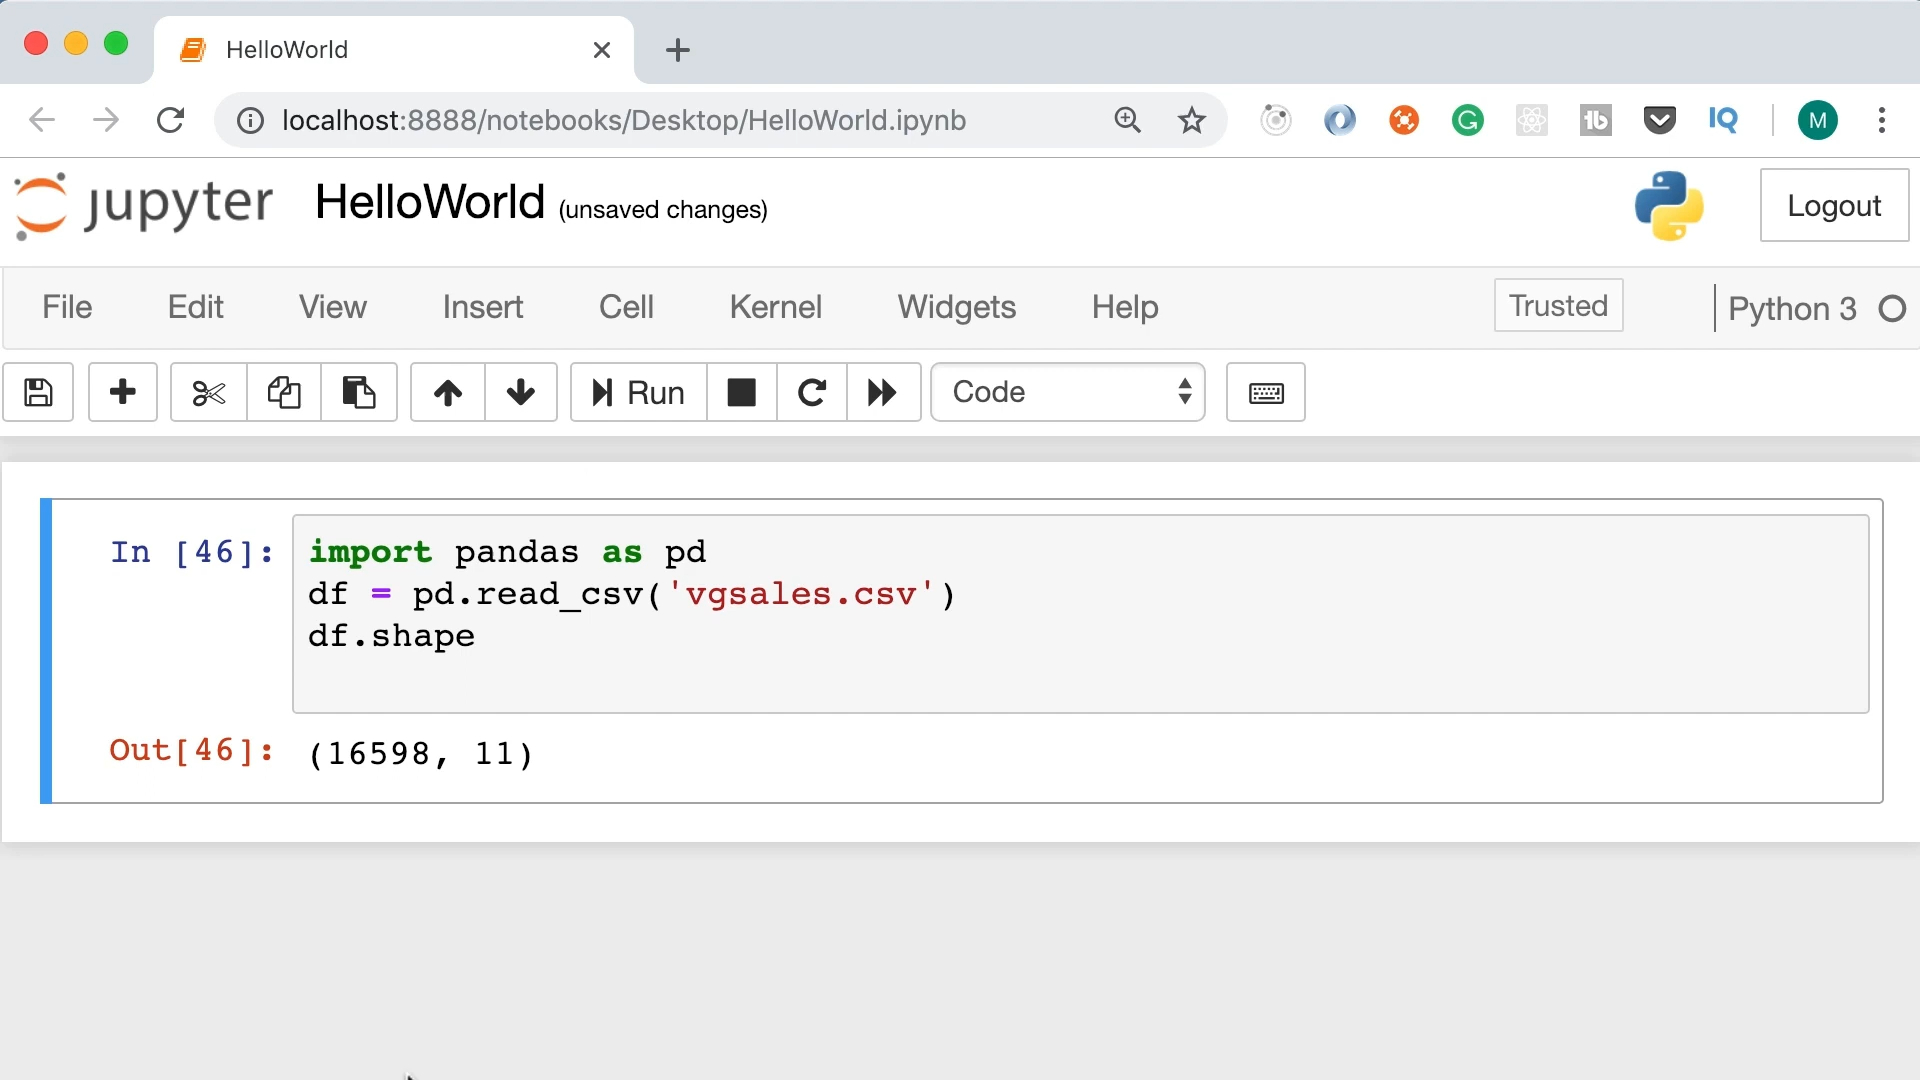 HelloWorld
localhost:8888/notebooks/Desktop/HelloWorld.ipynb
G
tb
IQ
M
jupyter HelloWorld (unsaved changes)
Logout
File Edit View Insert Cell Kernel Widgets Help Trusted Python 3
Run Code
In [46]: import pandas as pd
df = pd.read_csv('vgsales.csv')
df.shape
Out[46]: (16598, 11)